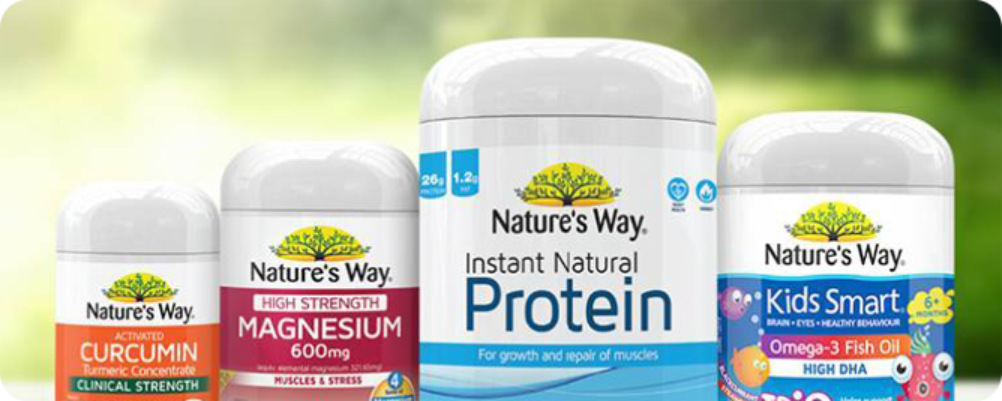 Nature's Way.
ACTIVATED
CURCUMIN
Turmeric Concentrate
CLINICAL STRENGTH
Nature's Way.
HIGH STRENGTH
MAGNESIUM
600mg
MUSCLES & STRESS
4
26g
1.2g
Nature's Way.
Instant Natural
Protein
For growth and repair of muscles
Nature's Way.
Kids Smart
BRAIN • EYES • HEALTHY BEHAVIOUR
6+
MONTHS
Omega-3 Fish Oil
HIGH DHA